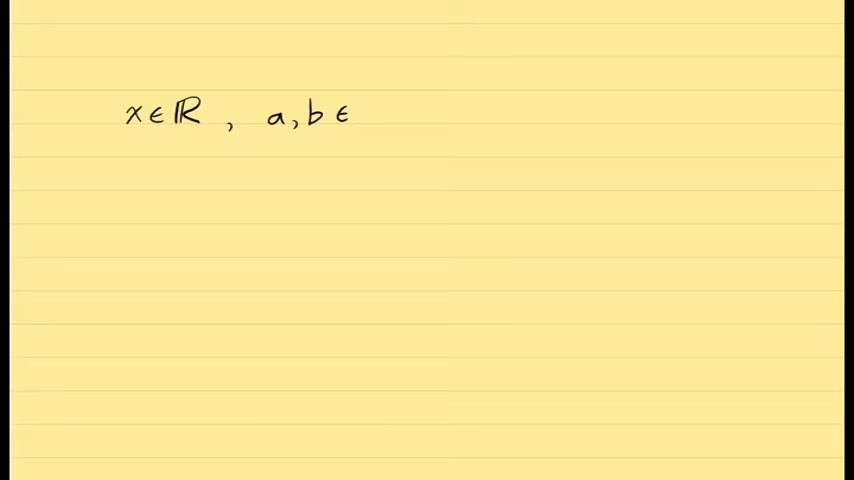 x ∈ ℝ , a, b ∈